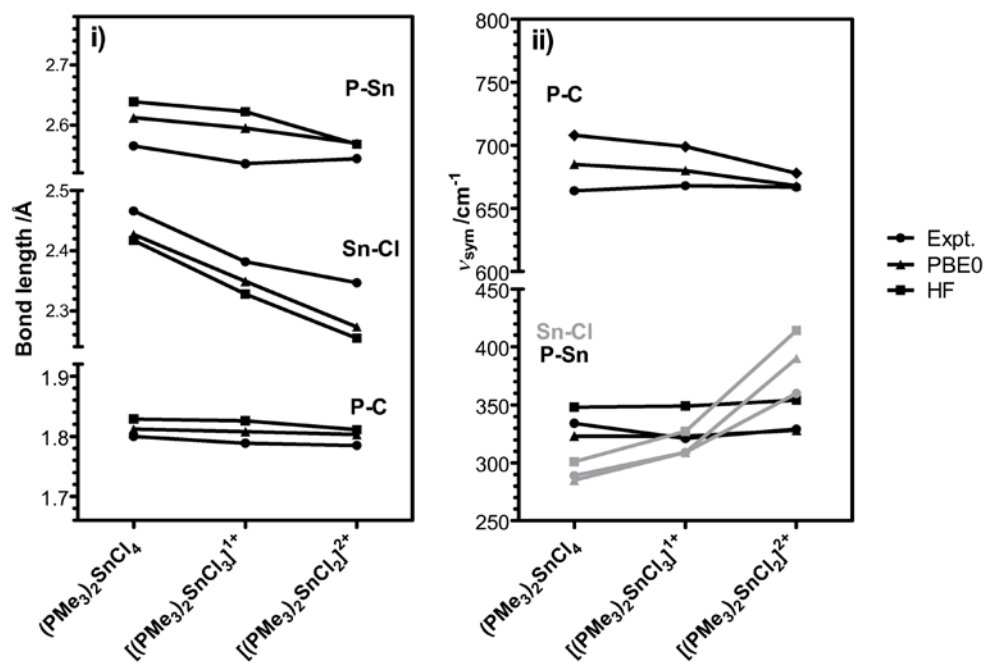 i)
2.7
2.6
2.5
2.4
2.3
1.9
1.8
1.7
Bond length /Å
P-Sn
Sn-Cl
P-C
(PMe₃)₂SnCl₄
[(PMe₃)₂SnCl₃]¹⁺
[(PMe₃)₂SnCl₂]²⁺
ii)
800
750
700
650
600
450
400
350
300
250
νsym /cm⁻¹
P-C
Sn-Cl
P-Sn
(PMe₃)₂SnCl₄
[(PMe₃)₂SnCl₃]¹⁺
[(PMe₃)₂SnCl₂]²⁺
Expt.
PBE0
HF